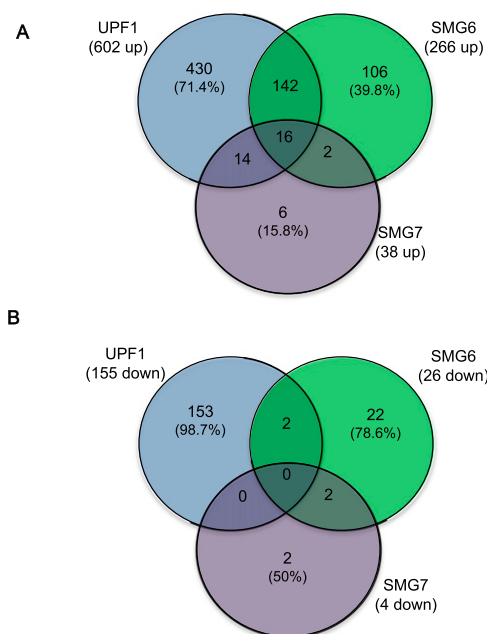 A
UPF1
(602 up)
SMG6
(266 up)
430
(71.4%)
142
106
(39.8%)
16
14
2
6
(15.8%)
SMG7
(38 up)
B
UPF1
(155 down)
SMG6
(26 down)
153
(98.7%)
2
22
(78.6%)
0
0
2
2
(50%)
SMG7
(4 down)